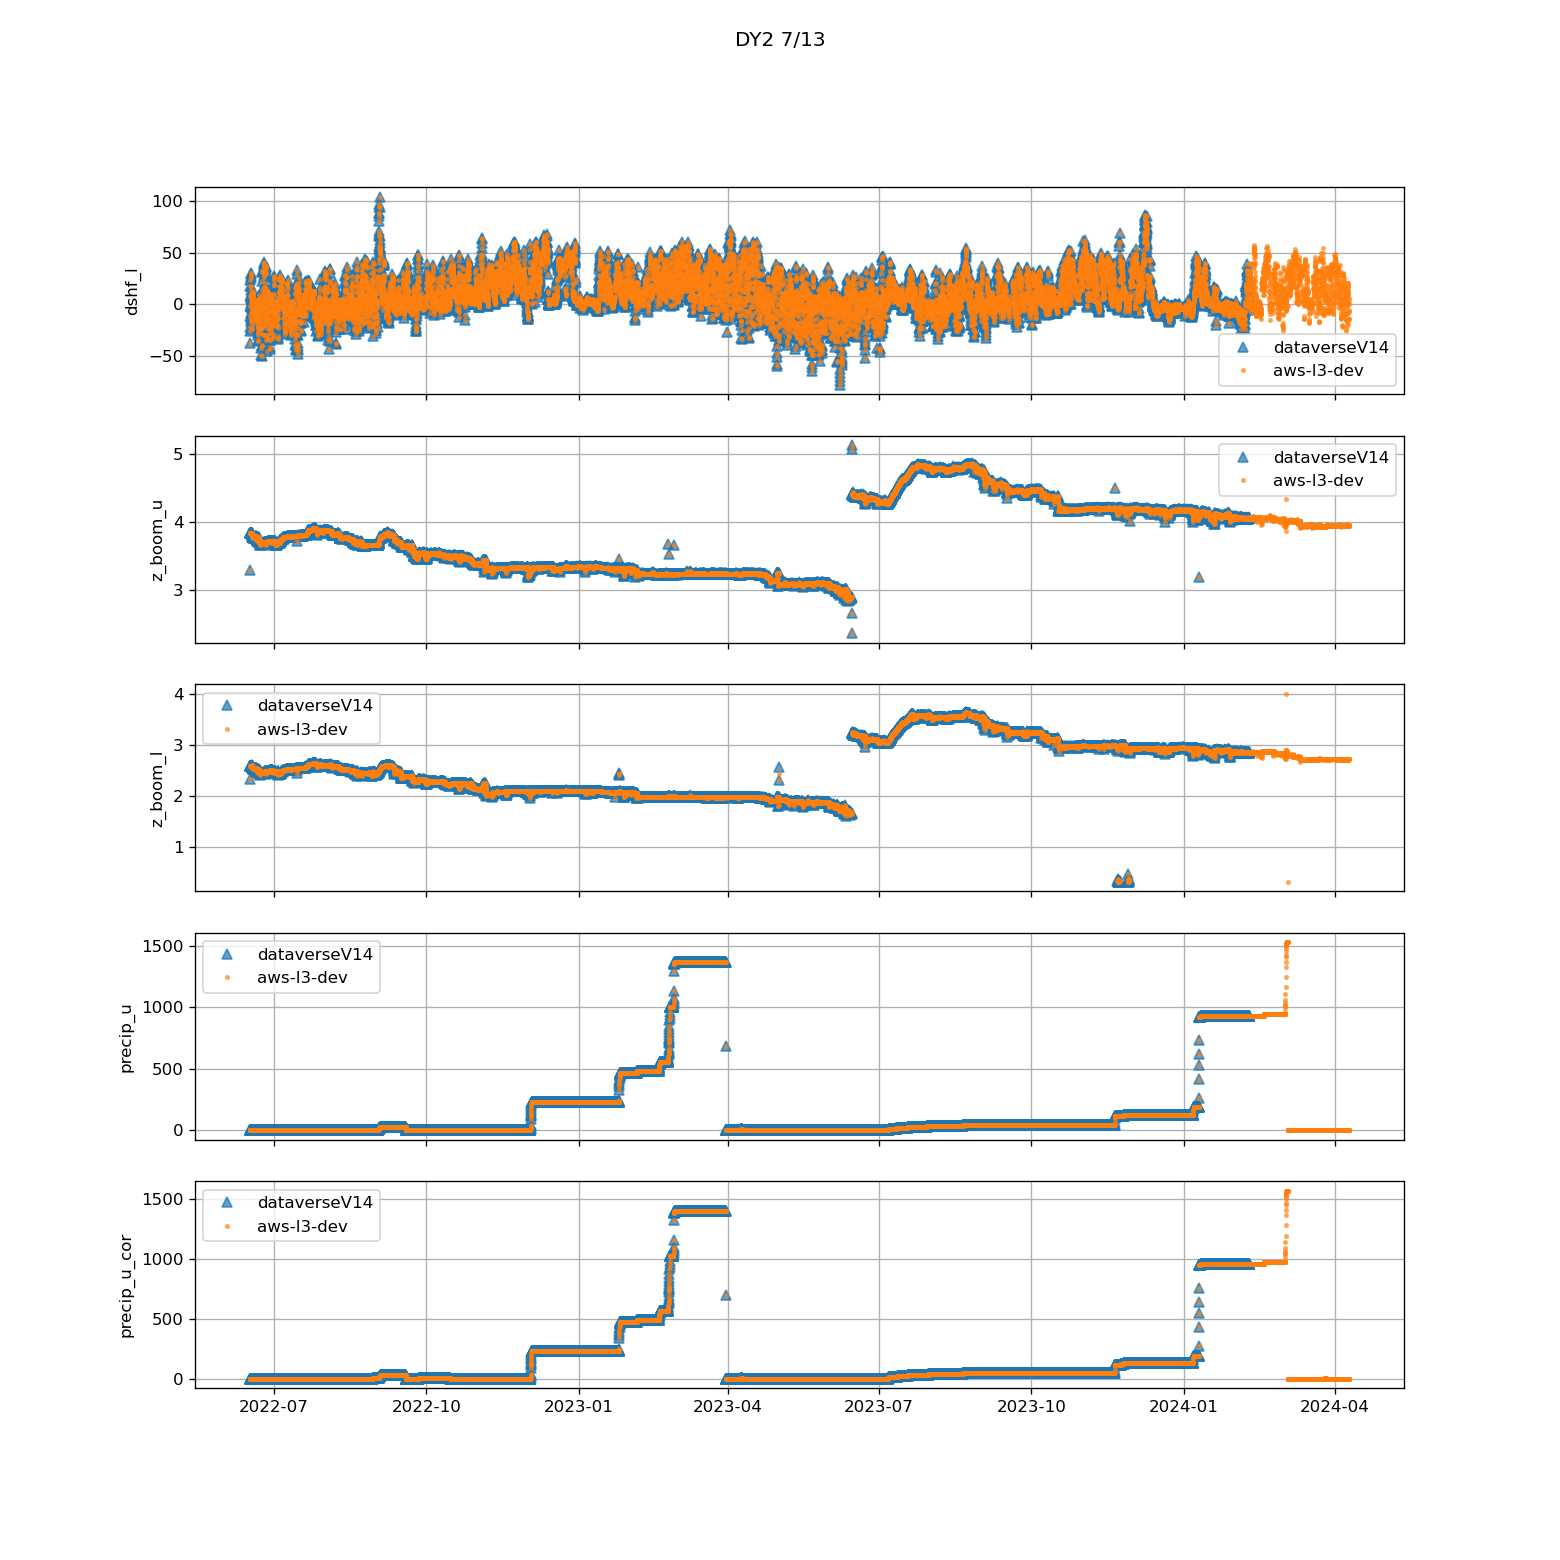 DY2 7/13
100
50
0
−50
dshf_l
dataverseV14
aws-l3-dev
5
4
3
z_boom_u
dataverseV14
aws-l3-dev
4
3
2
1
z_boom_l
dataverseV14
aws-l3-dev
1500
1000
500
0
precip_u
dataverseV14
aws-l3-dev
1500
1000
500
0
precip_u_cor
dataverseV14
aws-l3-dev
2022-07 2022-10 2023-01 2023-04 2023-07 2023-10 2024-01 2024-04